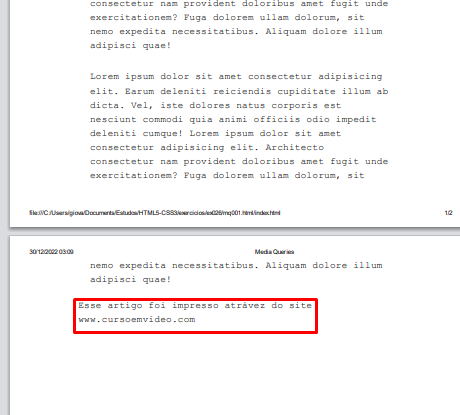 consectetur nam provident doloribus amet fugit unde
exercitationem? Fuga dolorem ullam dolorum, sit
nemo expedita necessitatibus. Aliquam dolore illum
adipisci quae!
Lorem ipsum dolor sit amet consectetur adipisicing
elit. Earum deleniti reiciendis cupiditate illum ab
dicta. Vel, iste dolores natus corporis est
nesciunt commodi quia animi officiis odio impedit
deleniti cumque! Lorem ipsum dolor sit amet
consectetur adipisicing elit. Architecto
consectetur nam provident doloribus amet fugit unde
exercitationem? Fuga dolorem ullam dolorum, sit
file:///C:/Users/giova/Documents/Estudos/HTML5-CSS3/exercicios/ex026/mq001.html/index.html 1/2
30/12/2022 03:09 Media Queries
nemo expedita necessitatibus. Aliquam dolore illum
adipisci quae!
Esse artigo foi impresso atrávez do site
www.cursoemvideo.com